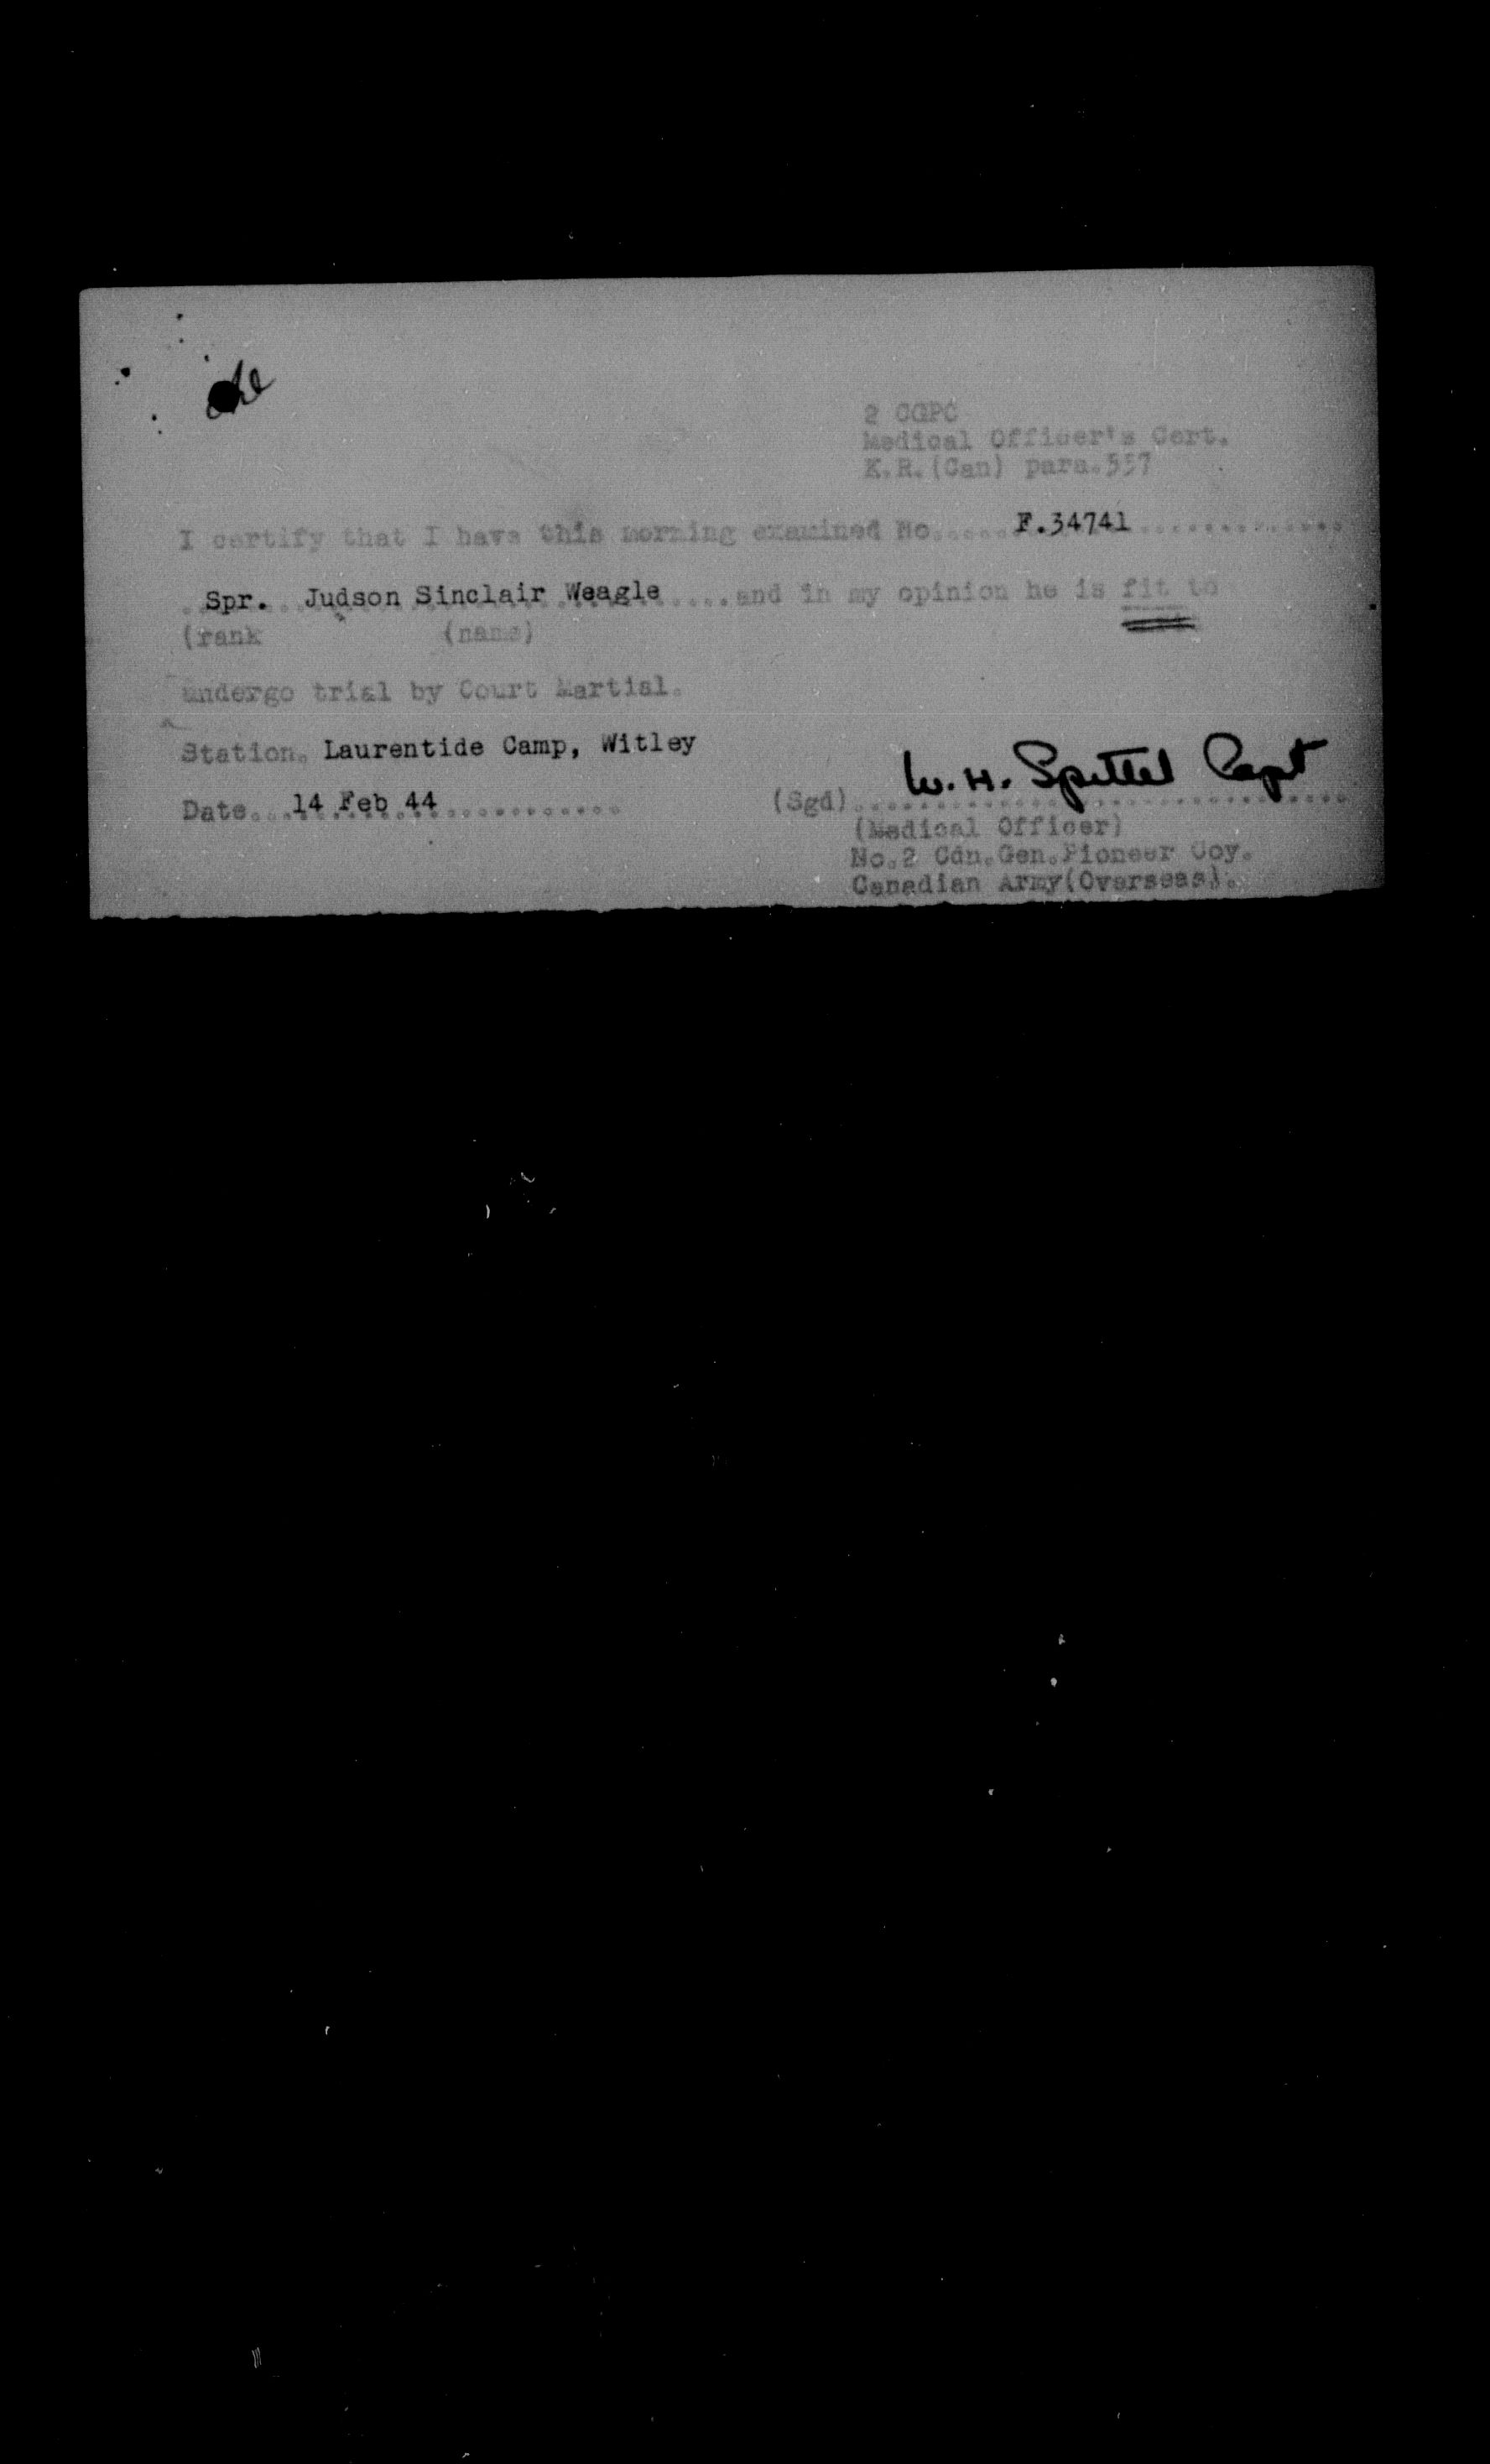 2 CGPC
Medical Officer's Cert.
K.R.(Can) para.557
I certify that I have this morning examined No.....F.34741.............
Spr. Judson Sinclair Weagle.....and in my opinion he is fit to
(rank (name)
undergo trial by Court Martial.
Station. Laurentide Camp, Witley
Date...14 Feb 44............
W.H. Spittel Capt
(Sgd)..............................
(Medical Officer)
No.2 Cdn.Gen.Pioneer Coy.
Canadian Army(Overseas).